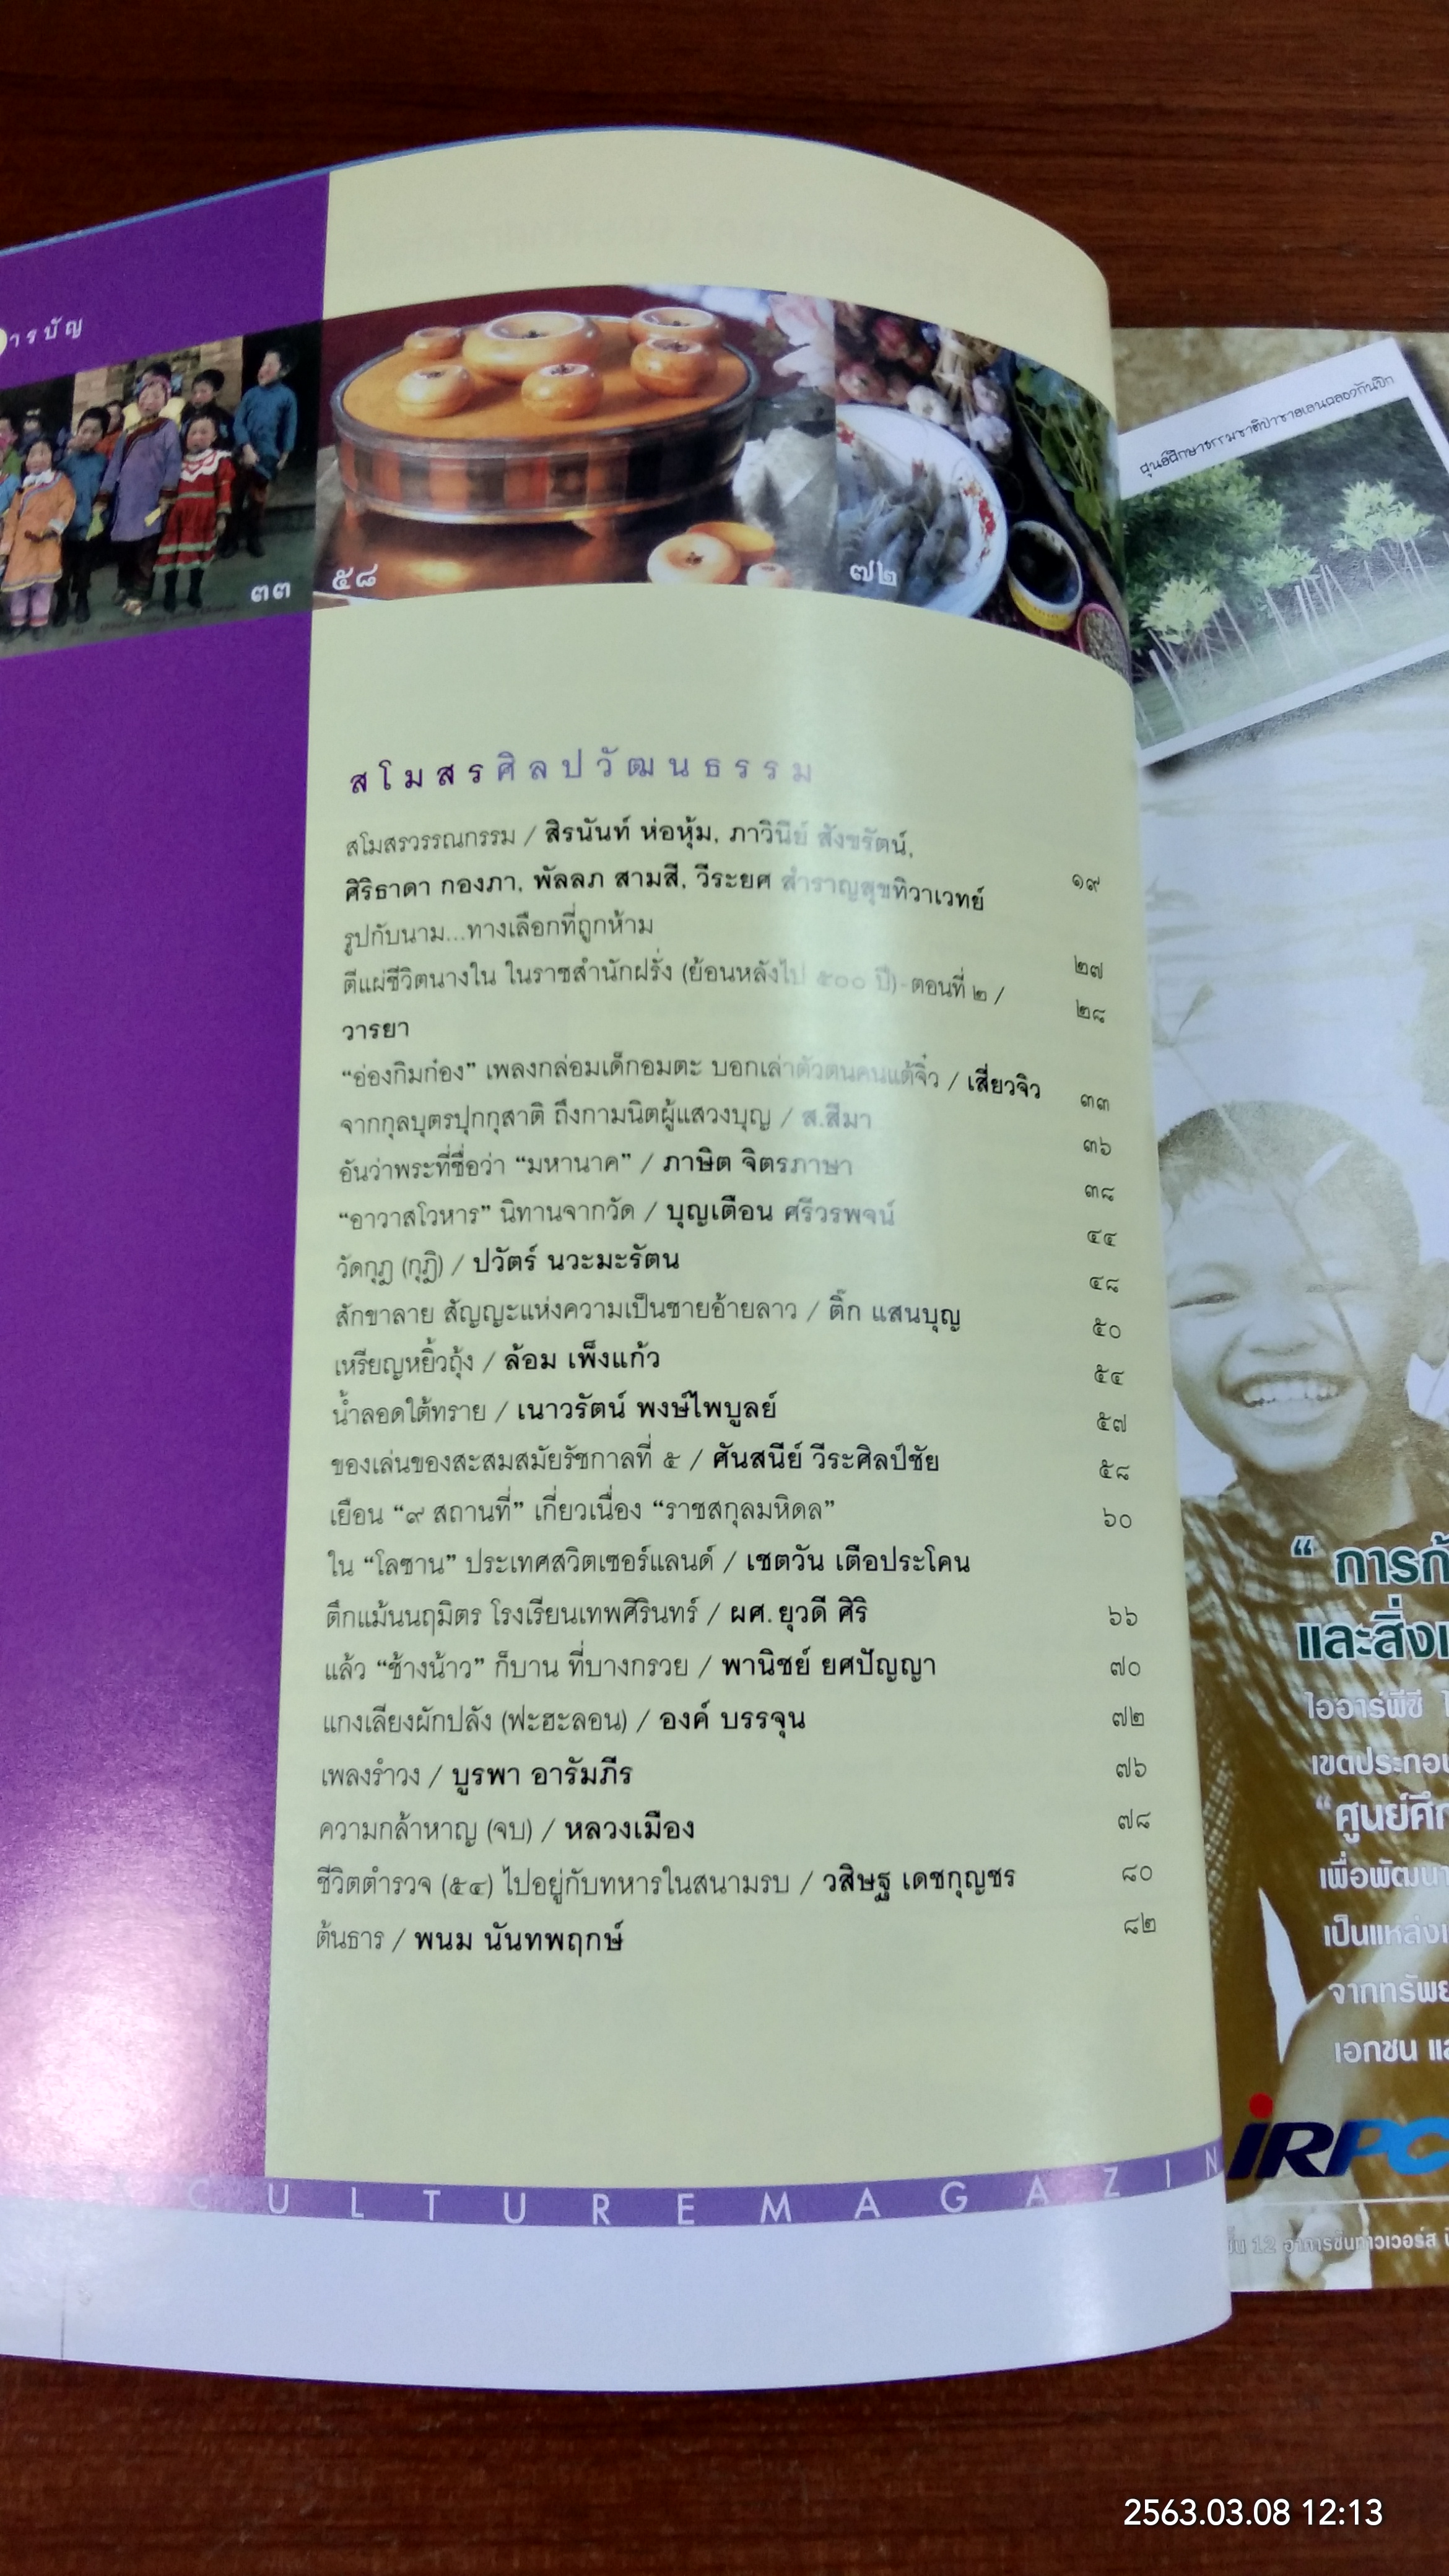 ารบัญ
๓๓
๕๘
๗๒
สโมสรศิลปวัฒนธรรม
สโมสรวรรณกรรม / สิรนันท์ ห่อหุ้ม, ภาวินีย์ สังขรัตน์,
ศิริธาดา กองภา, พัลลภ สามสี, วีระยศ สำราญสุขทิวาเวทย์ ๑๙
รูปกับนาม...ทางเลือกที่ถูกห้าม ๒๗
ตีแผ่ชีวิตนางใน ในราชสำนักฝรั่ง (ย้อนหลังไป ๕๐๐ ปี)-ตอนที่ ๒ / ๒๘
วารยา
“อ่องกิมก๋อง” เพลงกล่อมเด็กอมตะ บอกเล่าตัวตนคนแต้จิ๋ว / เสี่ยวจิว ๓๓
จากกุลบุตรปุกกุสาติ ถึงกามนิตผู้แสวงบุญ / ส.สีมา ๓๖
อันว่าพระที่ชื่อว่า “มหานาค” / ภาษิต จิตรภาษา ๓๘
“อาวาสโวหาร” นิทานจากวัด / บุญเตือน ศรีวรพจน์ ๔๔
วัดกุฎ (กุฎี) / ปวัตร์ นวะมะรัตน ๔๘
สักขาลาย สัญญะแห่งความเป็นชายอ้ายลาว / ติ๊ก แสนบุญ ๕๐
เหรียญหยิ้วถุ้ง / ล้อม เพ็งแก้ว ๕๔
น้ำลอดใต้ทราย / เนาวรัตน์ พงษ์ไพบูลย์ ๕๗
ของเล่นของสะสมสมัยรัชกาลที่ ๕ / ศันสนีย์ วีระศิลป์ชัย ๕๘
เยือน “๙ สถานที่” เกี่ยวเนื่อง “ราชสกุลมหิดล” ๖๐
ใน “โลซาน” ประเทศสวิตเซอร์แลนด์ / เชตวัน เตือประโคน
ตึกแม้นนฤมิตร โรงเรียนเทพศิรินทร์ / ผศ.ยุวดี ศิริ ๖๖
แล้ว “ช้างน้าว” ก็บาน ที่บางกรวย / พานิชย์ ยศปัญญา ๗๐
แกงเลียงผักปลัง (ฟะฮะลอน) / องค์ บรรจุน ๗๒
เพลงรำวง / บูรพา อารัมภีร ๗๖
ความกล้าหาญ (จบ) / หลวงเมือง ๗๘
ชีวิตตำรวจ (๕๔) ไปอยู่กับทหารในสนามรบ / วสิษฐ เดชกุญชร ๘๐
ต้นธาร / พนม นันทพฤกษ์ ๘๒
CULTUREMAGAZIN
ศูนย์ศึกษาธรรมชาติป่าชายเลนคลองก้นปึก
“ การก
และสิ่งแ
ไออาร์พีซี
เขตประกอบ
“ศูนย์ศึก
เพื่อพัฒนา
เป็นแหล่งเ
จากทรัพย
เอกชน แล
iRPC
ชั้น 12 อาคารซันทาวเวอร์ส
2563.03.08 12:13